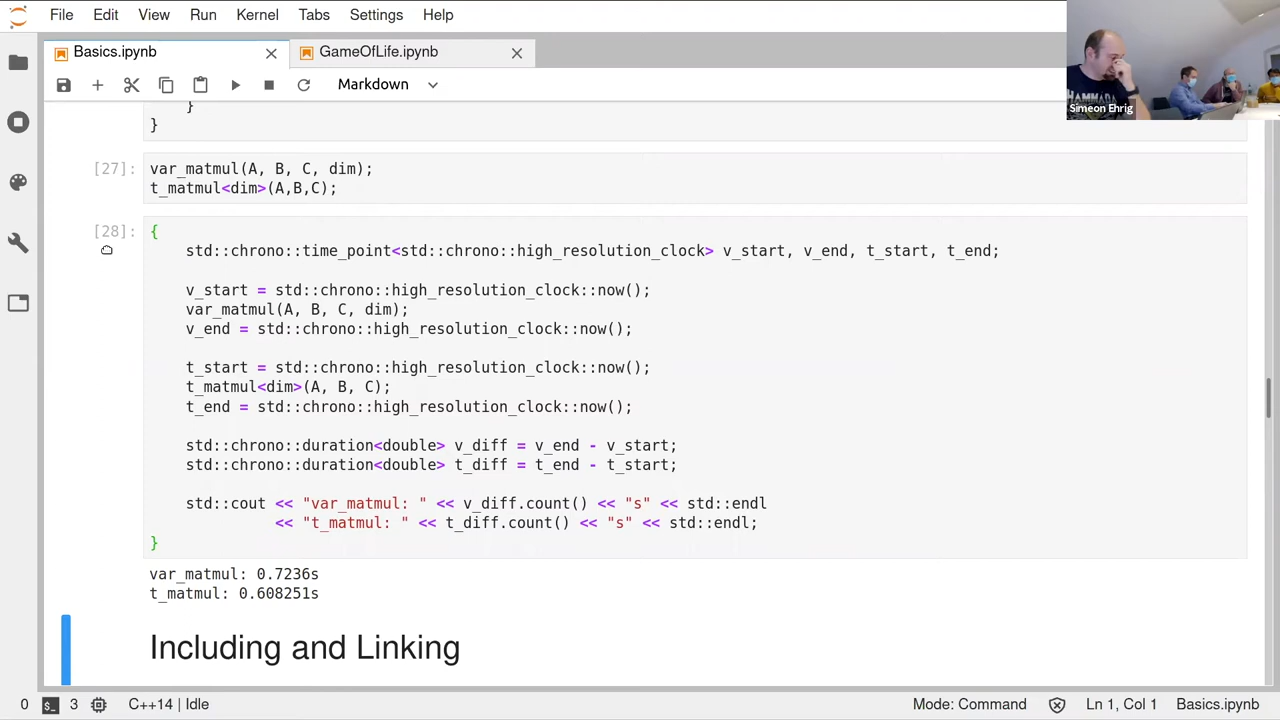 File Edit View Run Kernel Tabs Settings Help
Basics.ipynb GameOfLife.ipynb
Markdown
}
}
[27]: var_matmul(A, B, C, dim);
t_matmul<dim>(A,B,C);
[28]: {
std::chrono::time_point<std::chrono::high_resolution_clock> v_start, v_end, t_start, t_end;
v_start = std::chrono::high_resolution_clock::now();
var_matmul(A, B, C, dim);
v_end = std::chrono::high_resolution_clock::now();
t_start = std::chrono::high_resolution_clock::now();
t_matmul<dim>(A, B, C);
t_end = std::chrono::high_resolution_clock::now();
std::chrono::duration<double> v_diff = v_end - v_start;
std::chrono::duration<double> t_diff = t_end - t_start;
std::cout << "var_matmul: " << v_diff.count() << "s" << std::endl
<< "t_matmul: " << t_diff.count() << "s" << std::endl;
}
var_matmul: 0.7236s
t_matmul: 0.608251s
Including and Linking
0 $_ 3 C++14 | Idle Mode: Command Ln 1, Col 1 Basics.ipynb
Simeon Ehrig